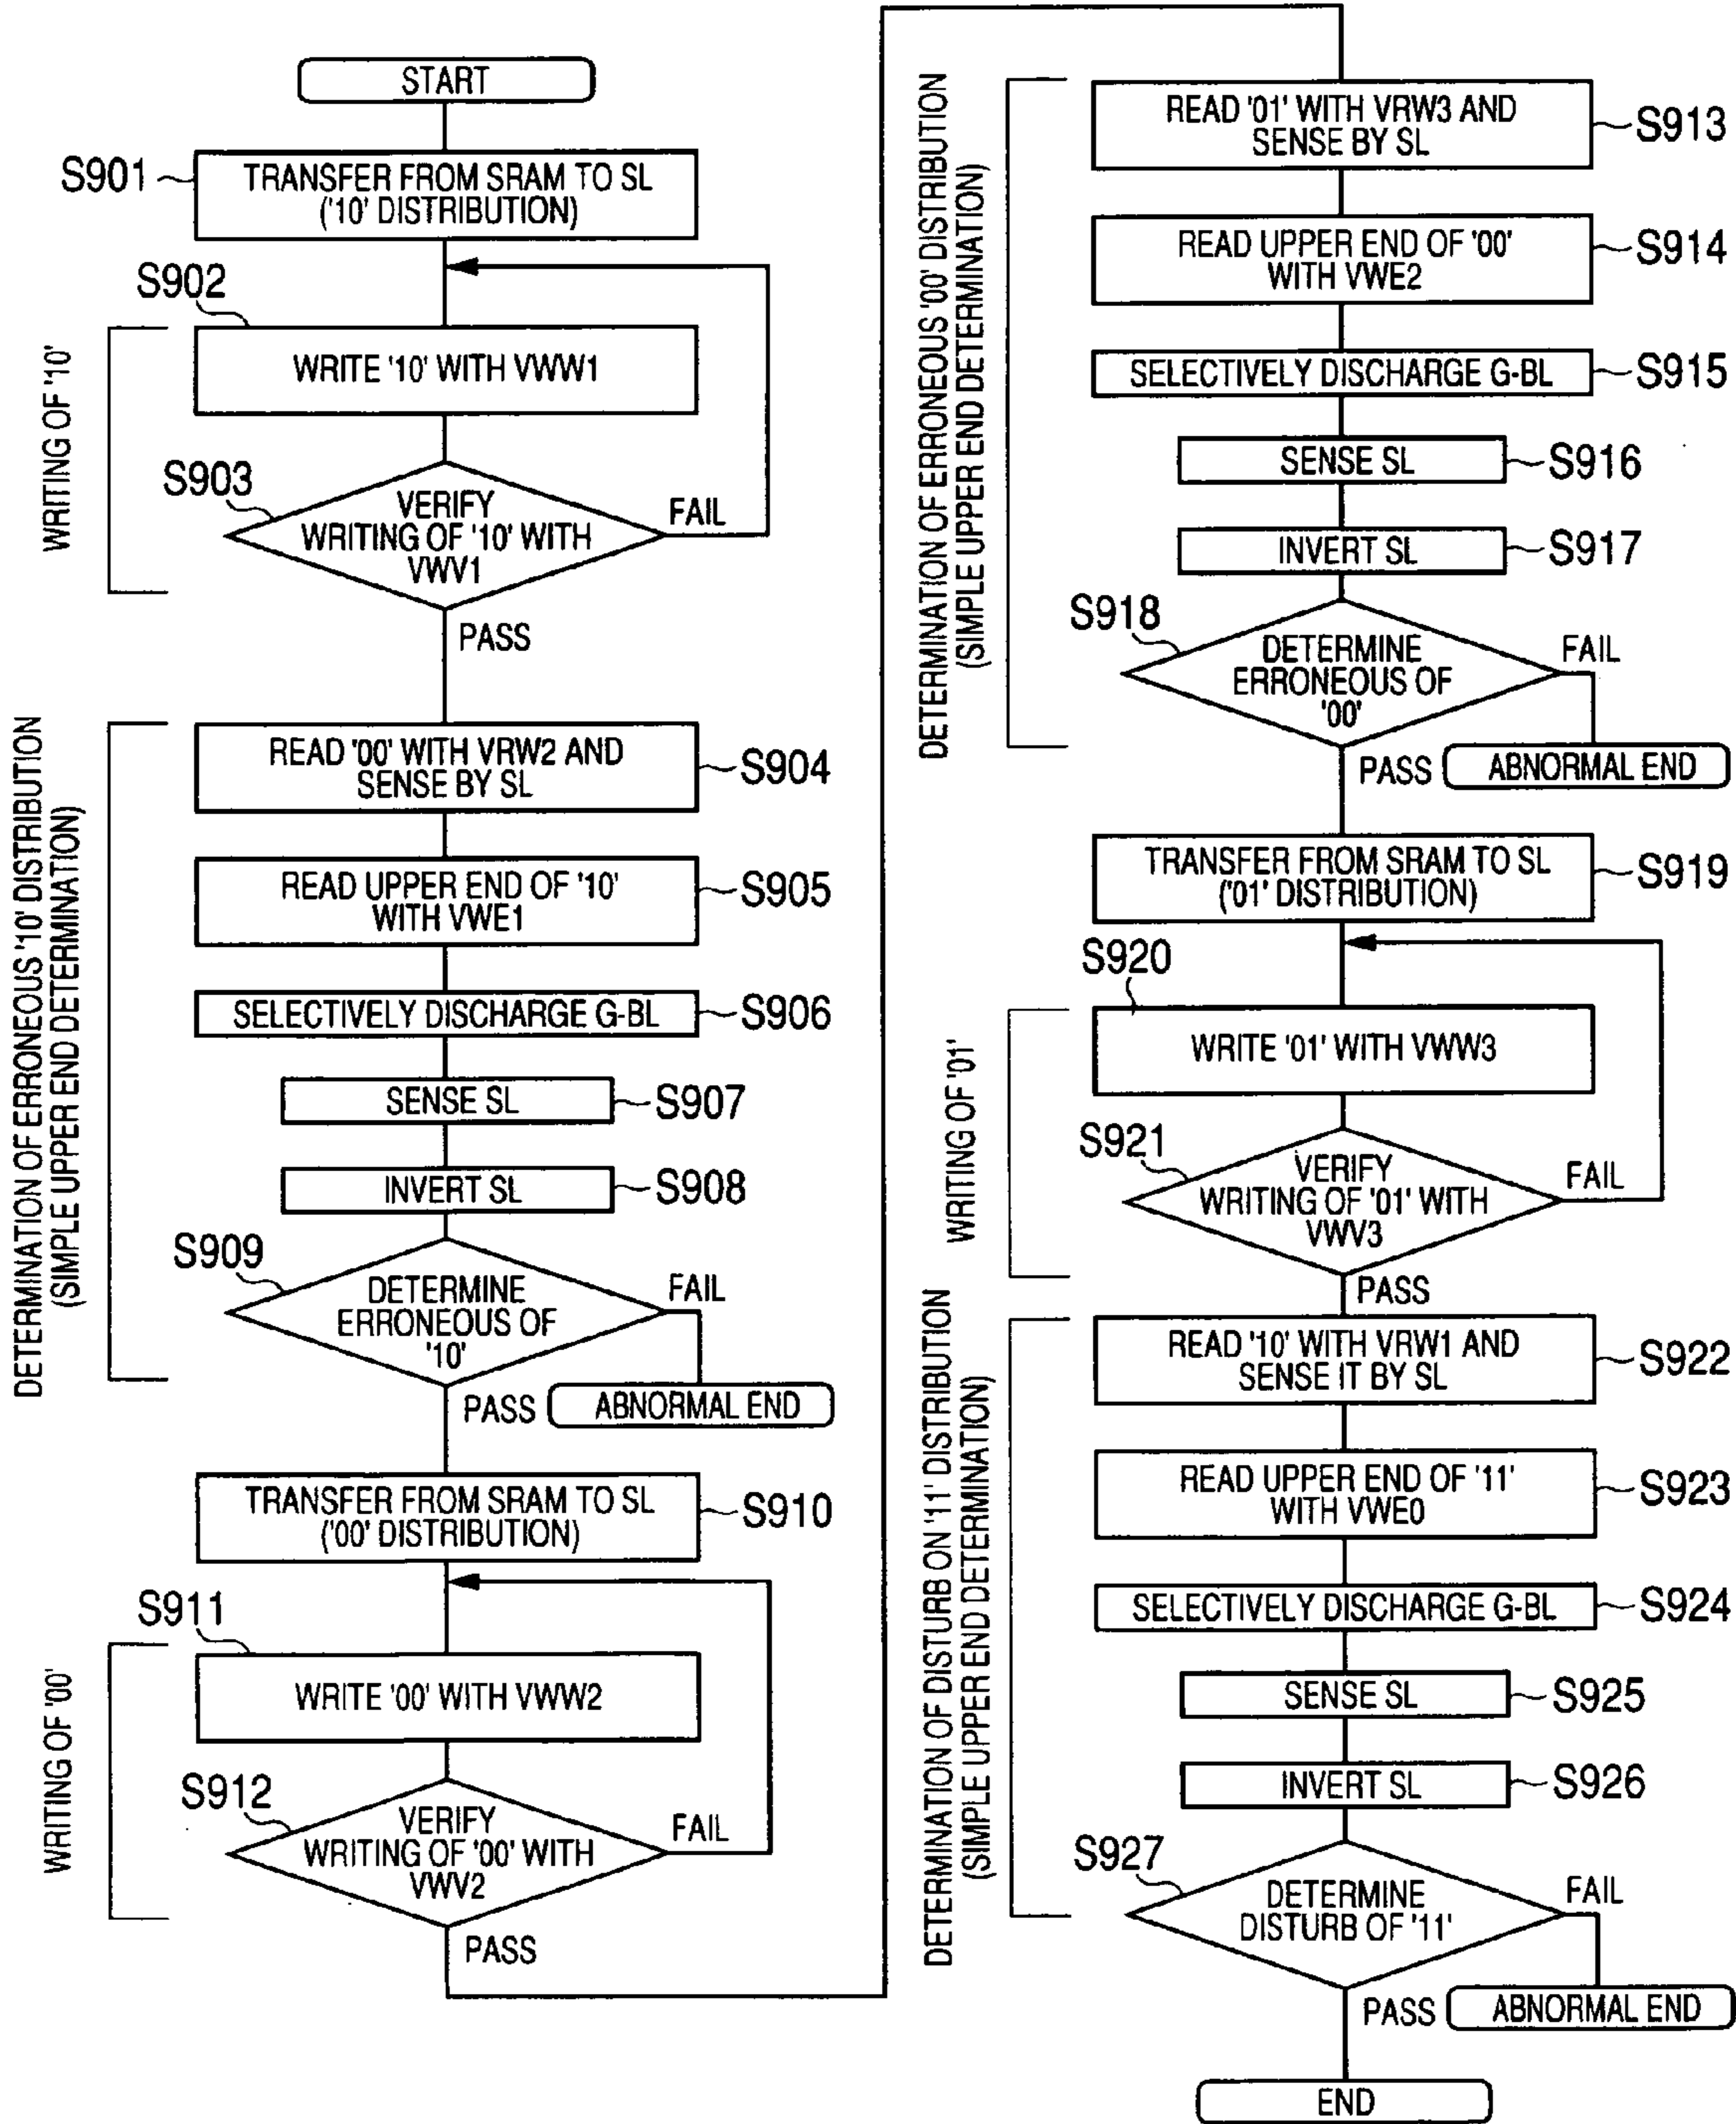 START
S901
TRANSFER FROM SRAM TO SL
('10' DISTRIBUTION)
WRITING OF '10'
S902
WRITE '10' WITH VWW1
S903
VERIFY
WRITING OF '10' WITH
VWV1
FAIL
PASS
DETERMINATION OF ERRONEOUS '10' DISTRIBUTION
(SIMPLE UPPER END DETERMINATION)
READ '00' WITH VRW2 AND
SENSE BY SL
S904
READ UPPER END OF '10'
WITH VWE1
S905
SELECTIVELY DISCHARGE G-BL
S906
SENSE SL
S907
INVERT SL
S908
S909
DETERMINE
ERRONEOUS OF
'10'
FAIL
PASS
ABNORMAL END
TRANSFER FROM SRAM TO SL
('00' DISTRIBUTION)
S910
WRITING OF '00'
S911
WRITE '00' WITH VWW2
S912
VERIFY
WRITING OF '00' WITH
VWV2
FAIL
PASS
DETERMINATION OF ERRONEOUS '00' DISTRIBUTION
(SIMPLE UPPER END DETERMINATION)
READ '01' WITH VRW3 AND
SENSE BY SL
S913
READ UPPER END OF '00'
WITH VWE2
S914
SELECTIVELY DISCHARGE G-BL
S915
SENSE SL
S916
INVERT SL
S917
S918
DETERMINE
ERRONEOUS OF
'00'
FAIL
PASS
ABNORMAL END
TRANSFER FROM SRAM TO SL
('01' DISTRIBUTION)
S919
WRITING OF '01'
S920
WRITE '01' WITH VWW3
S921
VERIFY
WRITING OF '01' WITH
VWV3
FAIL
PASS
DETERMINATION OF DISTURB ON '11' DISTRIBUTION
(SIMPLE UPPER END DETERMINATION)
READ '10' WITH VRW1 AND
SENSE IT BY SL
S922
READ UPPER END OF '11'
WITH VWE0
S923
SELECTIVELY DISCHARGE G-BL
S924
SENSE SL
S925
INVERT SL
S926
S927
DETERMINE
DISTURB OF '11'
FAIL
PASS
ABNORMAL END
END